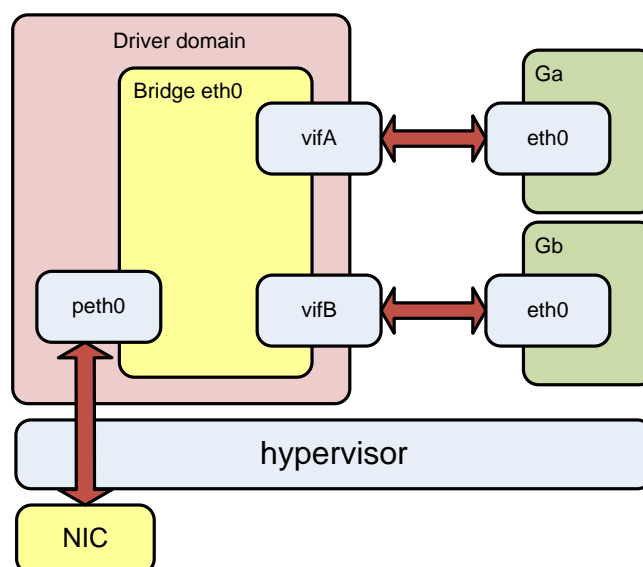 Driver domain
Bridge eth0
Ga
vifA
eth0
Gb
peth0
vifB
eth0
hypervisor
NIC